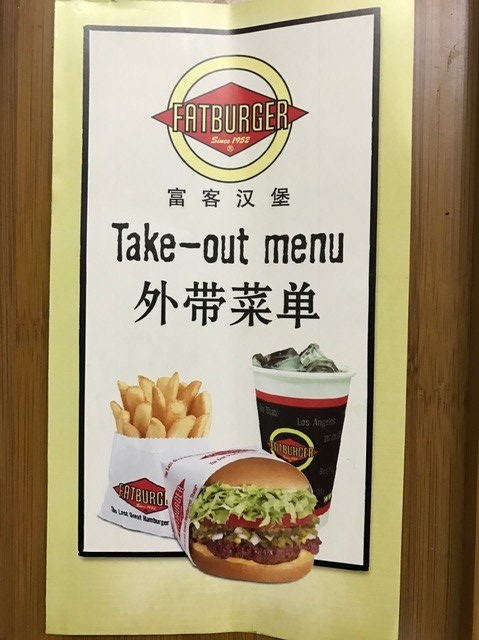 FATBURGER
Since 1952
®
富客汉堡
Take-out menu
外带菜单
Los Angeles
FATBURGER
FATBURGE
The Last Great Hamburger
FATBURGER